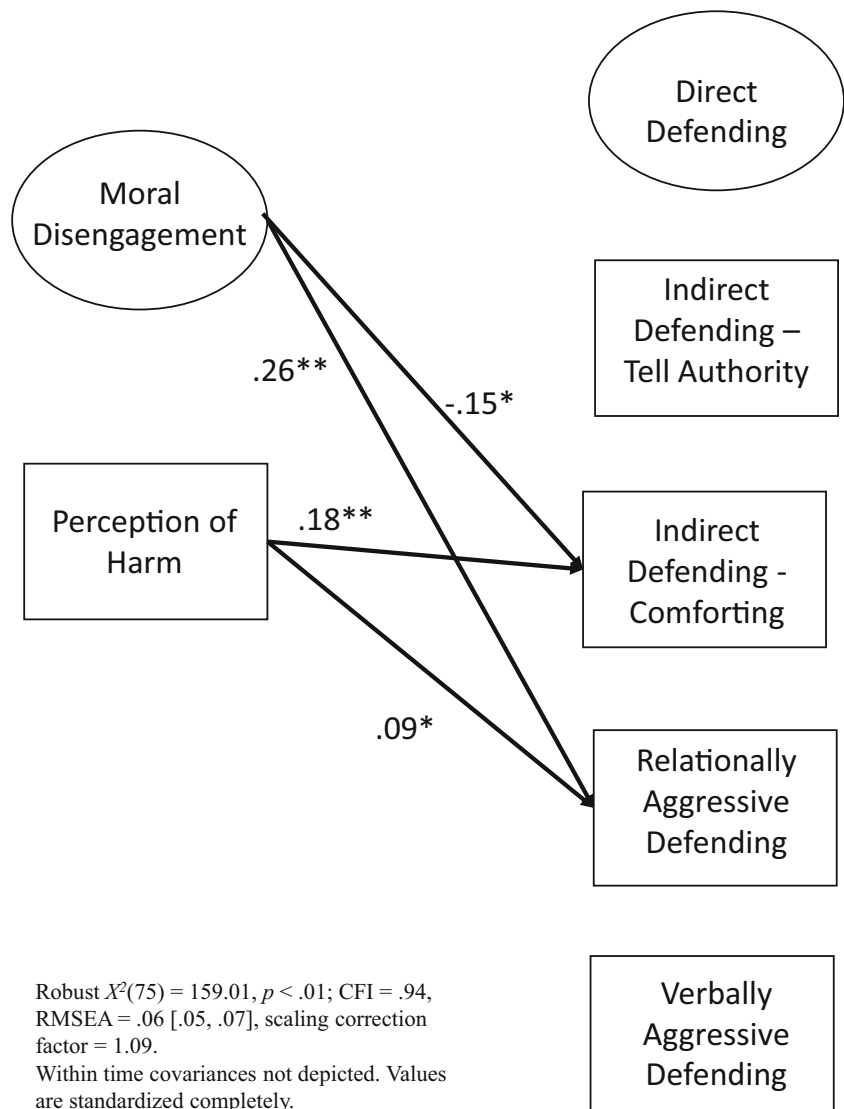 Direct
Defending
Moral
Disengagement
Indirect
Defending –
Tell Authority
.26**
-.15*
Perception of
Harm
.18**
Indirect
Defending -
Comforting
.09*
Relationally
Aggressive
Defending
Robust X²(75) = 159.01, p < .01; CFI = .94,
RMSEA = .06 [.05, .07], scaling correction
factor = 1.09.
Within time covariances not depicted. Values
are standardized completely.
Verbally
Aggressive
Defending